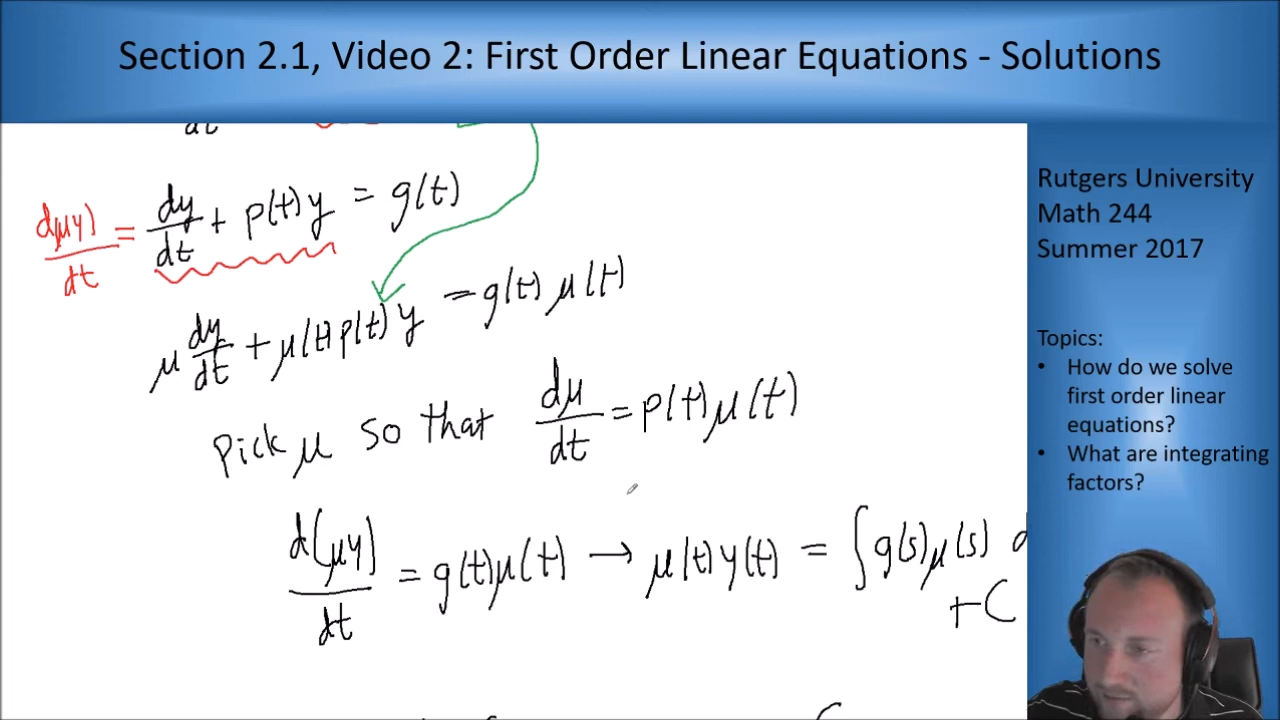 Section 2.1, Video 2: First Order Linear Equations - Solutions
dt
d(μy)/dt = dy/dt + p(t)y = g(t)
μ dy/dt + μ(t)p(t)y = g(t)μ(t)
Pick μ so that dμ/dt = p(t)μ(t)
d(μy)/dt = g(t)μ(t) → μ(t)y(t) = ∫g(s)μ(s) d
+C
Rutgers University
Math 244
Summer 2017
Topics:
• How do we solve
first order linear
equations?
• What are integrating
factors?